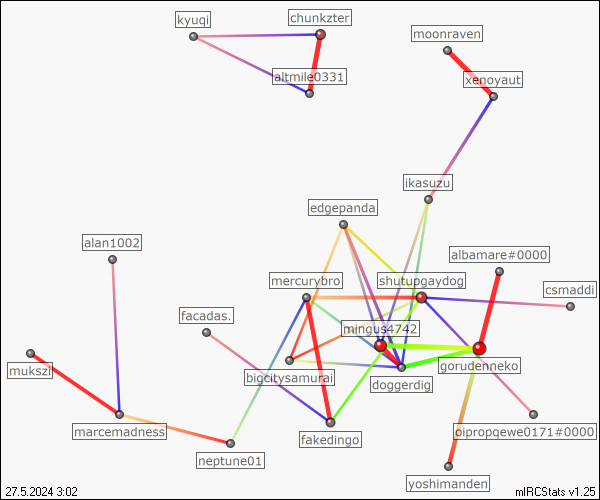 kyuqi
chunkzter
moonraven
altmile0331
xenoyaut
ikasuzu
edgepanda
alan1002
albamare#0000
mercurybro
shutupgaydog
csmaddi
facadas.
mingus4742
gorudenneko
mukszi
bigcitysamurai
doggerdig
marcemadness
fakedingo
oipropqewe0171#0000
neptune01
yoshimanden
27.5.2024 3:02
mIRCStats v1.25